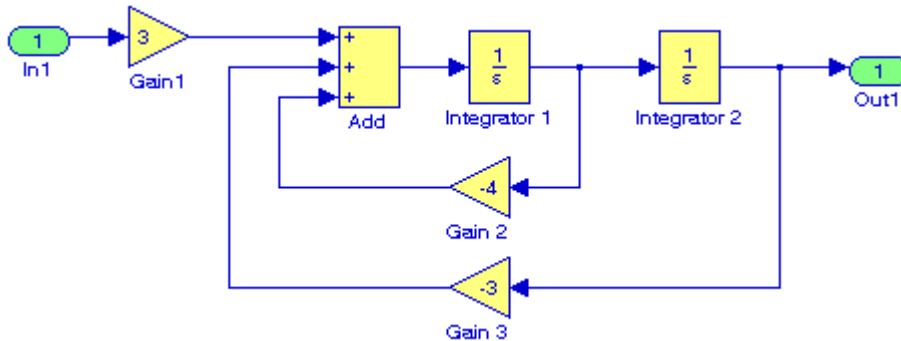 1
In1
3
Gain1
+
+
+
Add
1
s
Integrator 1
1
s
Integrator 2
1
Out1
-4
Gain 2
-3
Gain 3